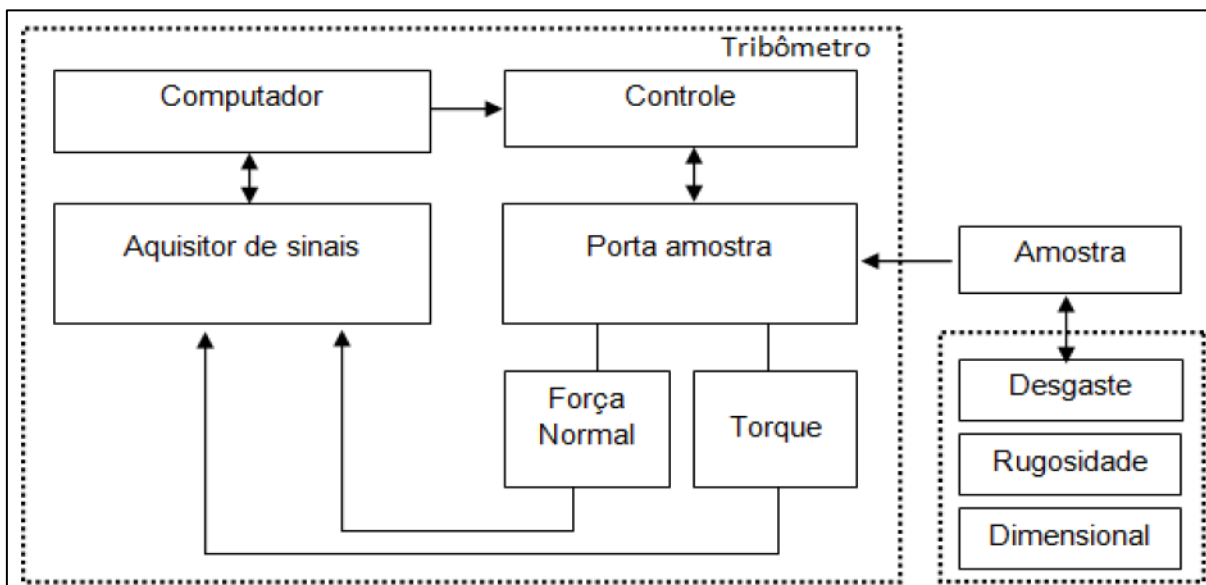 Tribômetro
Computador
Controle
Aquisitor de sinais
Porta amostra
Amostra
Força
Normal
Torque
Desgaste
Rugosidade
Dimensional